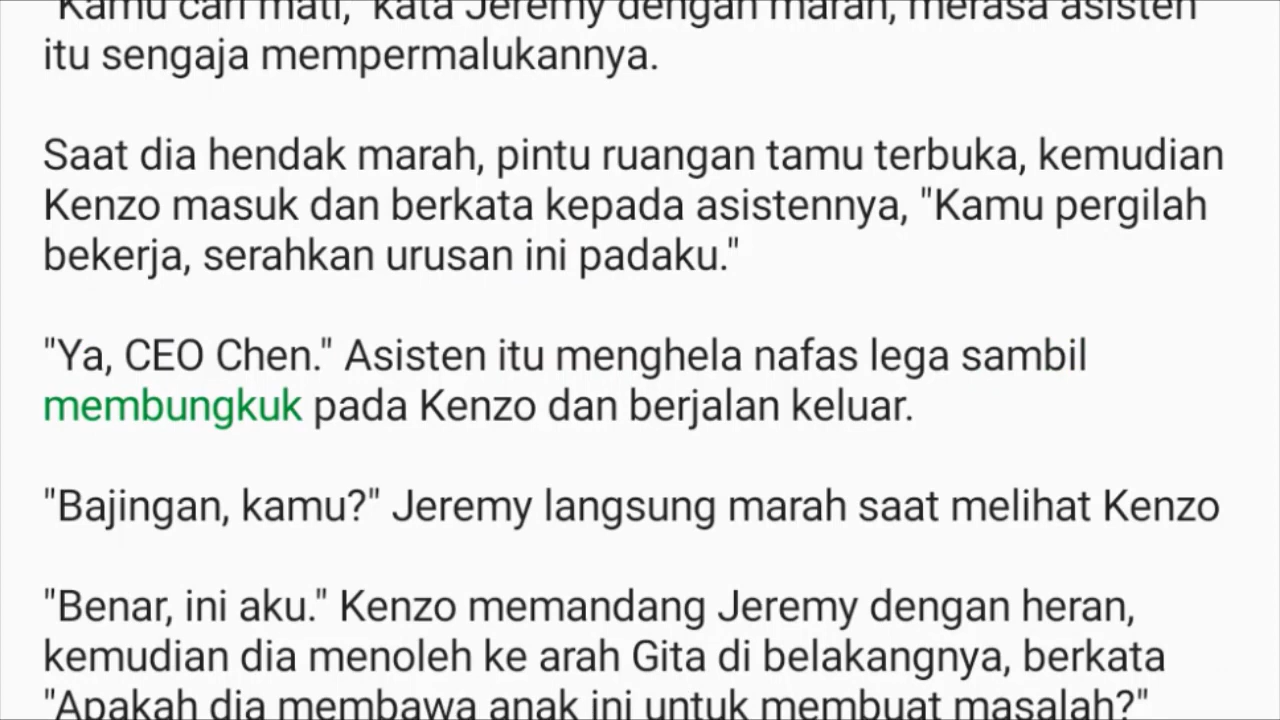 "Kamu cari mati," kata Jeremy dengan marah, merasa asisten
itu sengaja mempermalukannya.
Saat dia hendak marah, pintu ruangan tamu terbuka, kemudian
Kenzo masuk dan berkata kepada asistennya, "Kamu pergilah
bekerja, serahkan urusan ini padaku."
"Ya, CEO Chen." Asisten itu menghela nafas lega sambil
membungkuk pada Kenzo dan berjalan keluar.
"Bajingan, kamu?" Jeremy langsung marah saat melihat Kenzo
"Benar, ini aku." Kenzo memandang Jeremy dengan heran,
kemudian dia menoleh ke arah Gita di belakangnya, berkata
"Apakah dia membawa anak ini untuk membuat masalah?"